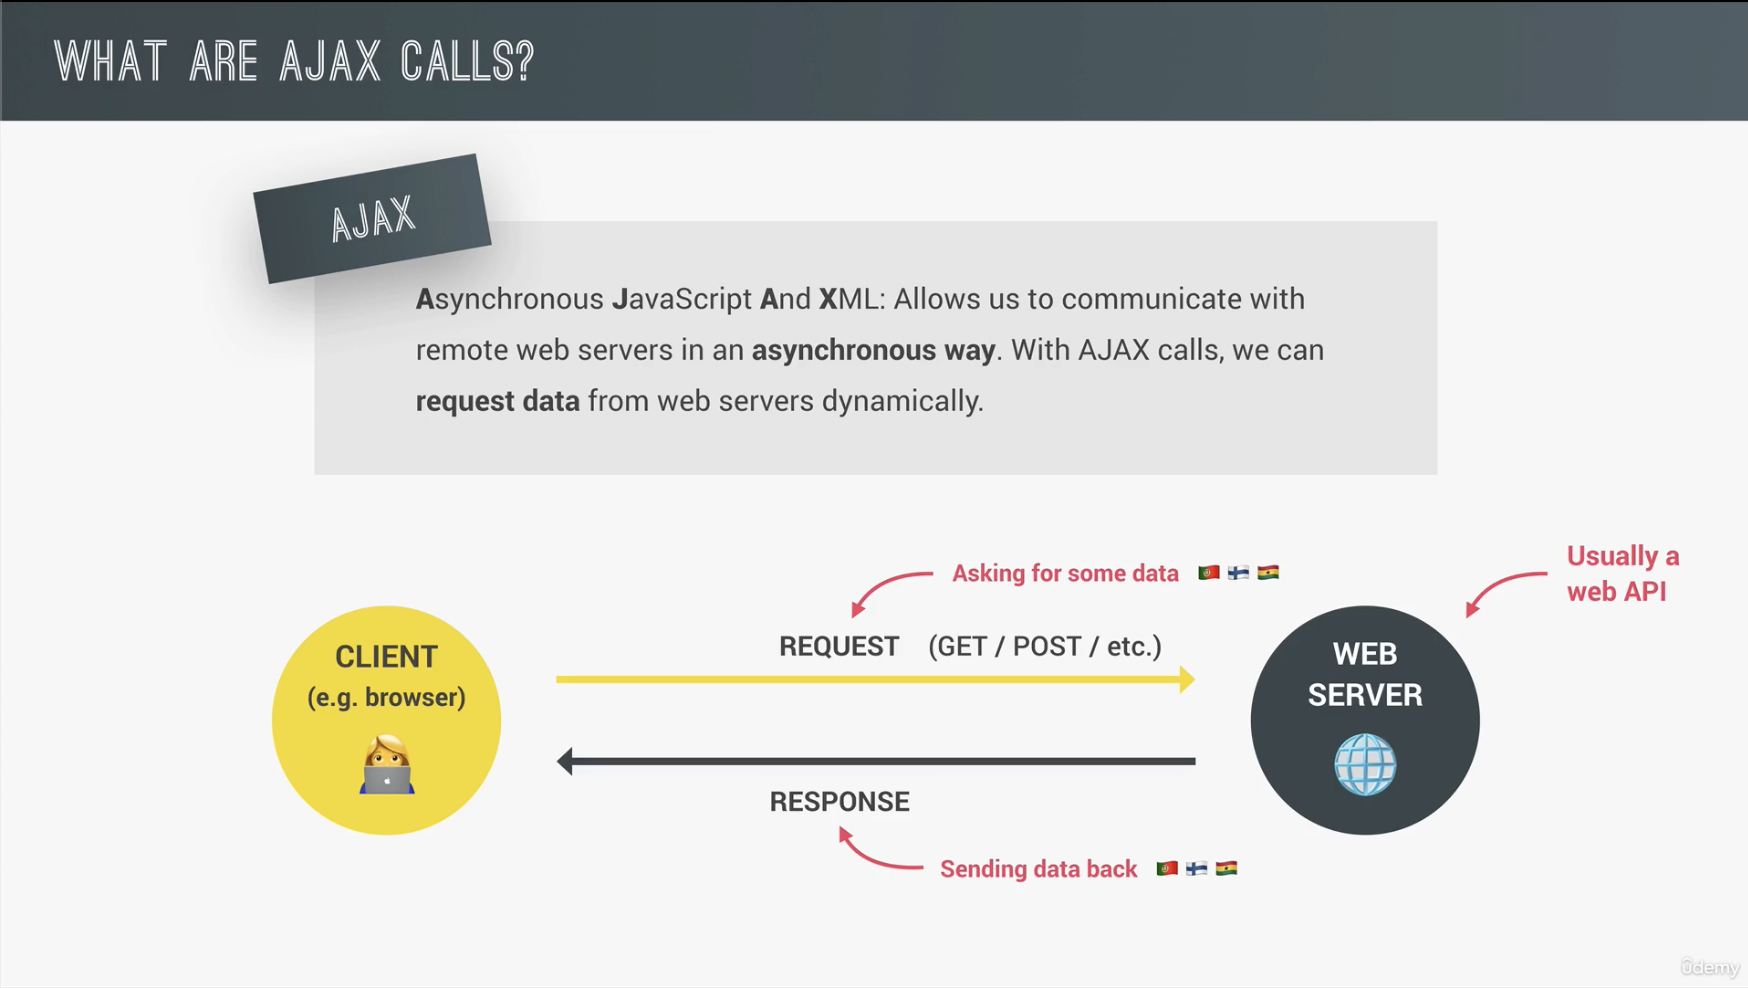 WHAT ARE AJAX CALLS?
AJAX
Asynchronous JavaScript And XML: Allows us to communicate with
remote web servers in an asynchronous way. With AJAX calls, we can
request data from web servers dynamically.
Usually a
web API
Asking for some data
REQUEST (GET / POST / etc.)
CLIENT
(e.g. browser)
WEB
SERVER
RESPONSE
Sending data back
ûdemy